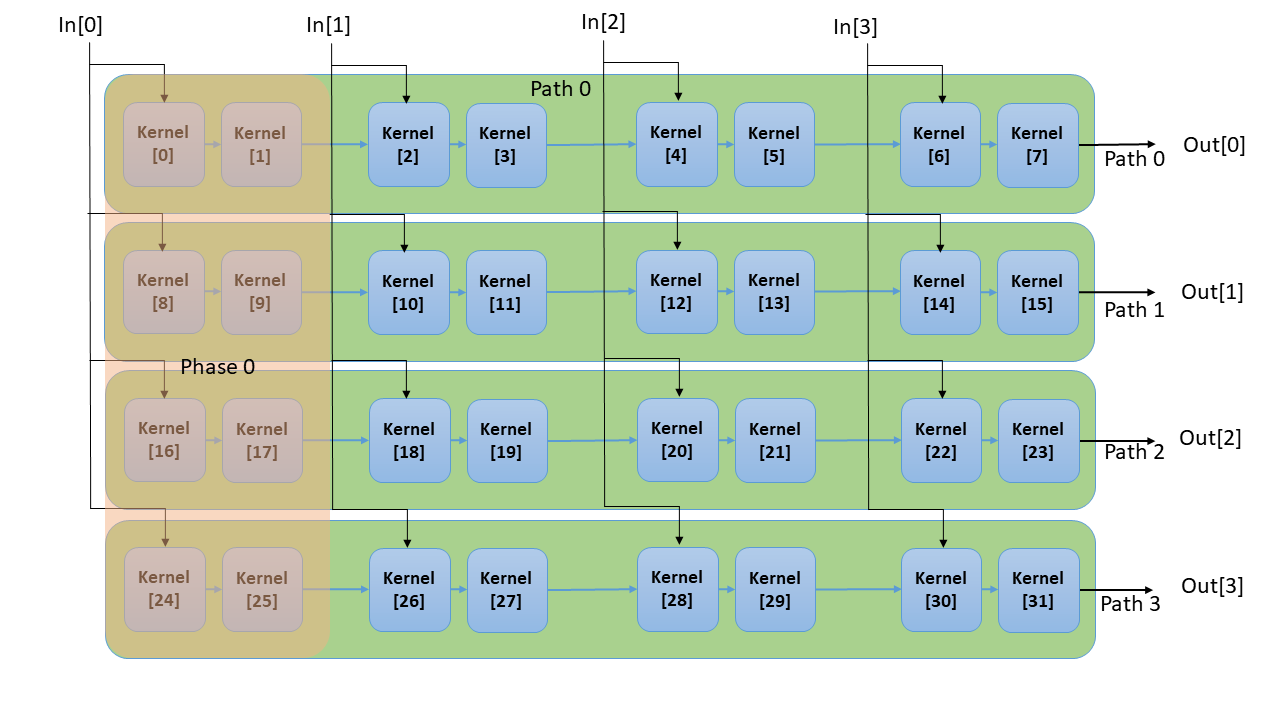 In[0]
In[1]
In[2]
In[3]
Path 0
Kernel
[0]
Kernel
[1]
Kernel
[2]
Kernel
[3]
Kernel
[4]
Kernel
[5]
Kernel
[6]
Kernel
[7]
Path 0
Out[0]
Kernel
[8]
Kernel
[9]
Kernel
[10]
Kernel
[11]
Kernel
[12]
Kernel
[13]
Kernel
[14]
Kernel
[15]
Path 1
Out[1]
Phase 0
Kernel
[16]
Kernel
[17]
Kernel
[18]
Kernel
[19]
Kernel
[20]
Kernel
[21]
Kernel
[22]
Kernel
[23]
Path 2
Out[2]
Kernel
[24]
Kernel
[25]
Kernel
[26]
Kernel
[27]
Kernel
[28]
Kernel
[29]
Kernel
[30]
Kernel
[31]
Path 3
Out[3]